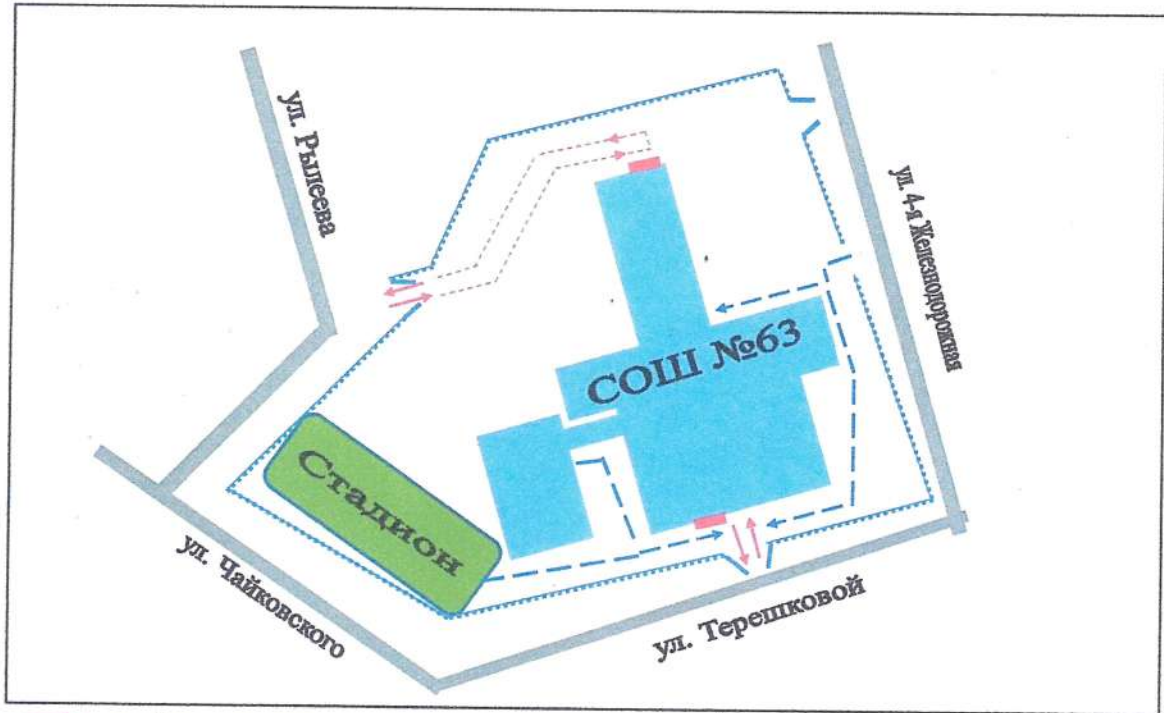 ул. Рылеева
ул. 4-я Железнодорожная
СОШ №63
Стадион
ул. Чайковского
ул. Терешковой